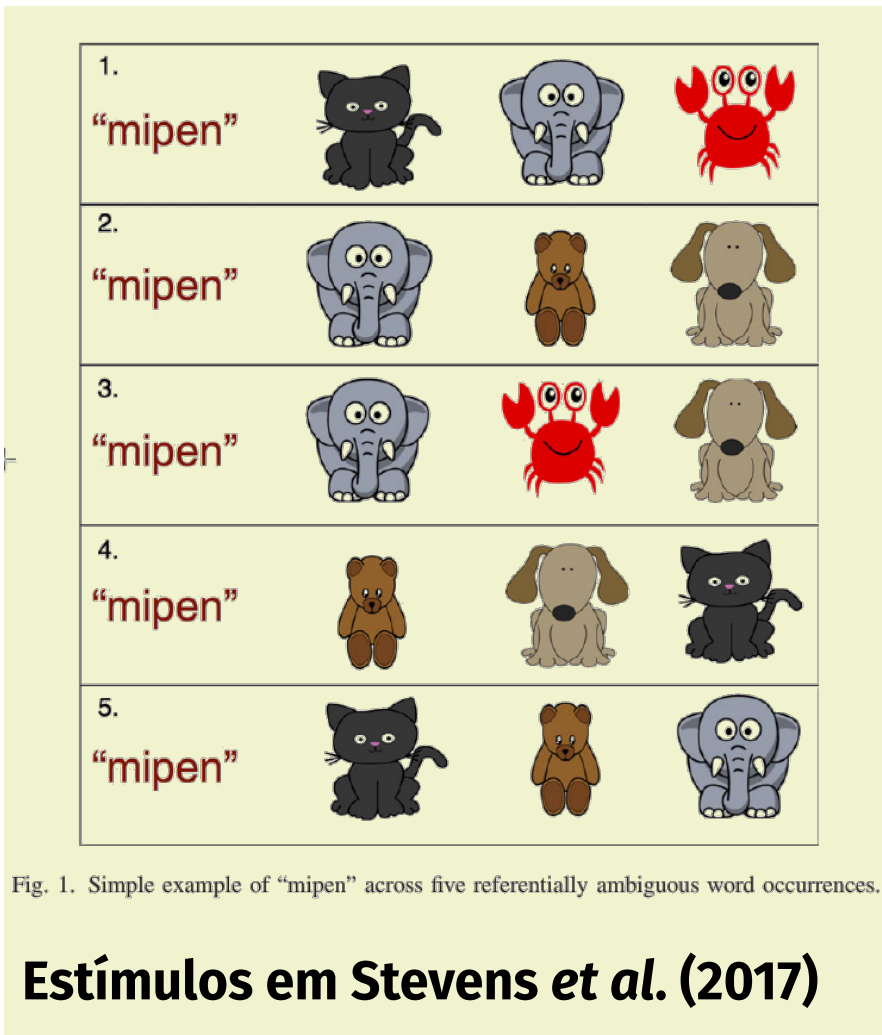 1.
“mipen”
2.
“mipen”
3.
“mipen”
4.
“mipen”
5.
“mipen”
Fig. 1. Simple example of “mipen” across five referentially ambiguous word occurrences.
Estímulos em Stevens et al. (2017)